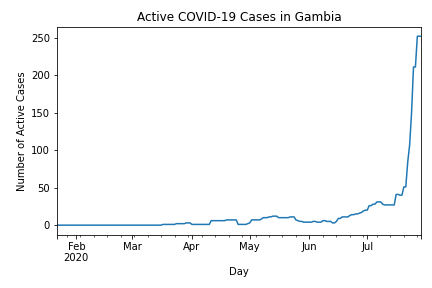 Active COVID-19 Cases in Gambia
250
200
150
100
50
0
Number of Active Cases
Feb Mar Apr May Jun Jul
2020
Day